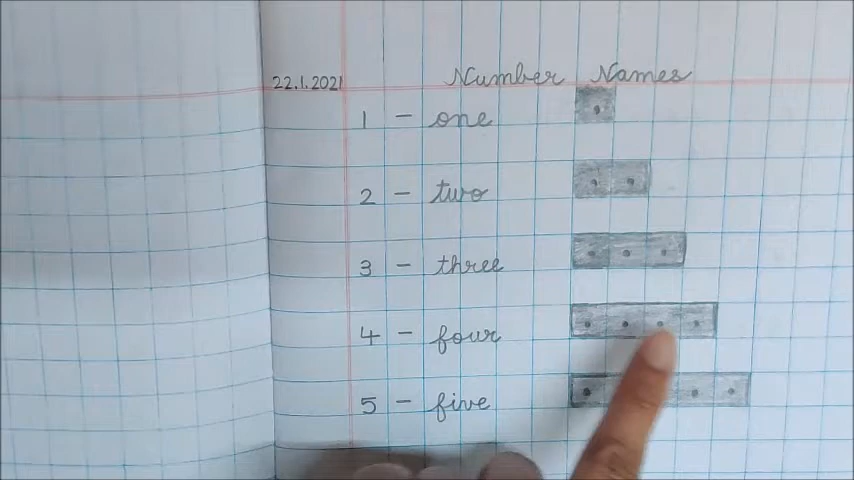 22.1.2021 Number Names
1 - one
2 - two
3 - three
4 - four
5 - five